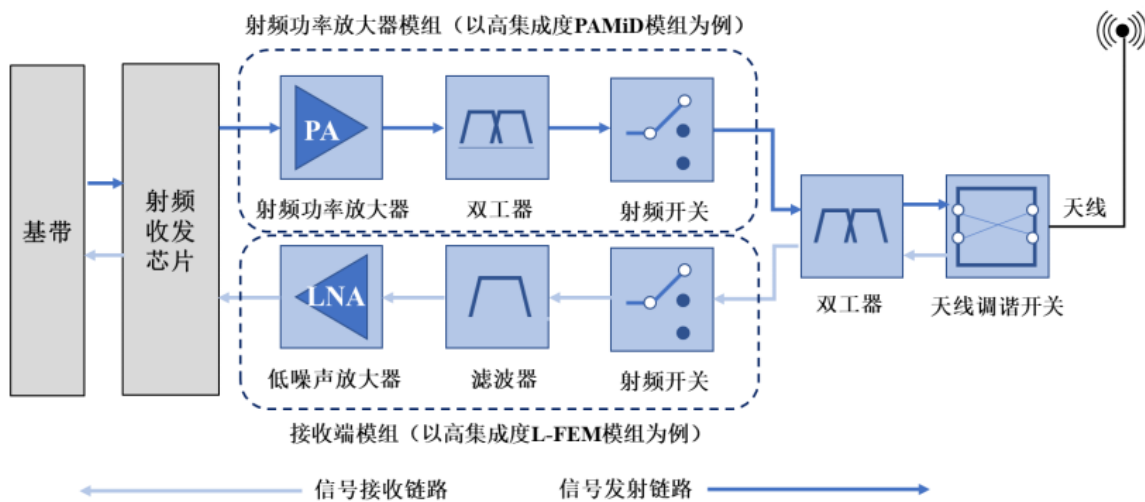 射频功率放大器模组（以高集成度PAMiD模组为例）
基带
射频
收发
芯片
PA
射频功率放大器
双工器
射频开关
LNA
低噪声放大器
滤波器
射频开关
接收端模组（以高集成度L-FEM模组为例）
双工器
天线调谐开关
天线
信号接收链路
信号发射链路